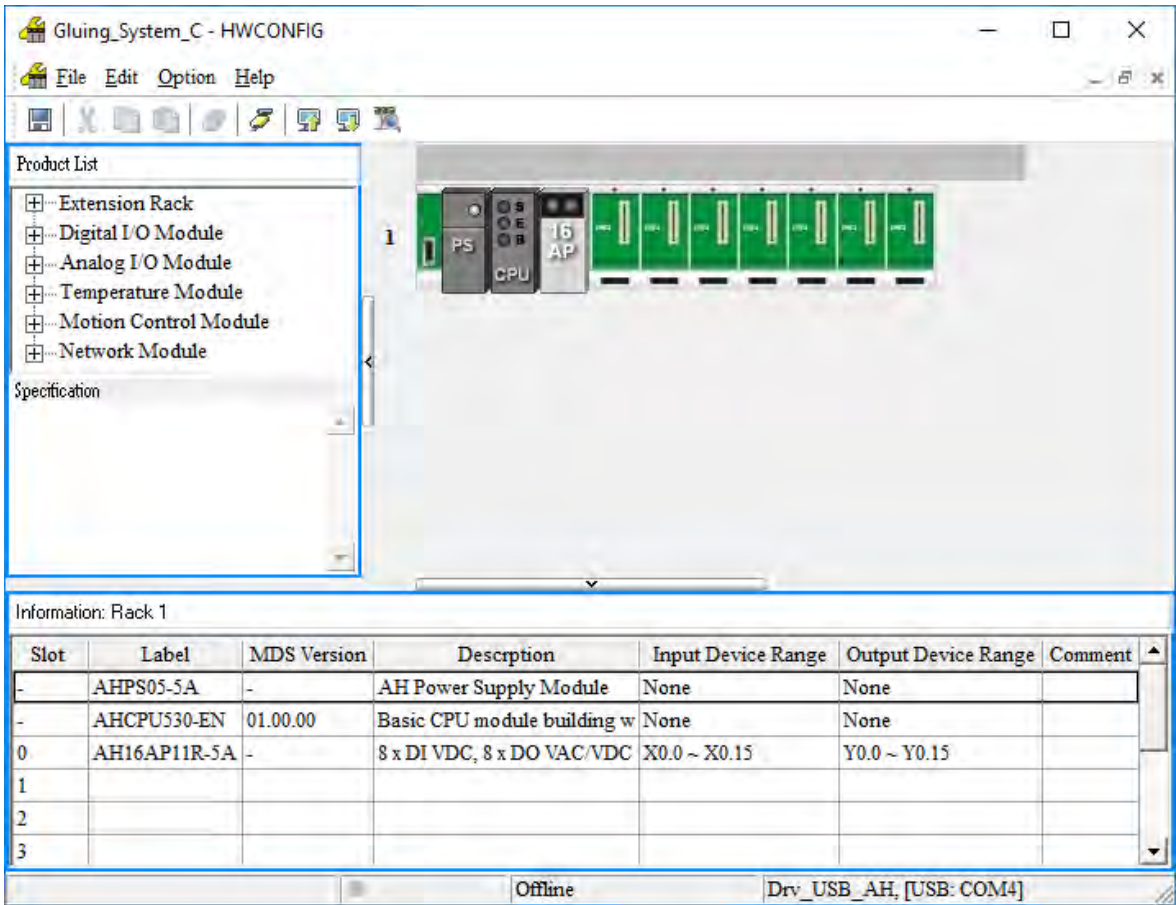 Gluing_System_C - HWCONFIG
File Edit Option Help
Product List
Extension Rack
Digital I/O Module
Analog I/O Module
Temperature Module
Motion Control Module
Network Module
Specification
1
PS
S
E
B
CPU
16
AP
Information: Rack 1
Slot Label MDS Version Descrption Input Device Range Output Device Range Comment
- AHPS05-5A - AH Power Supply Module None None
- AHCPU530-EN 01.00.00 Basic CPU module building w None None
0 AH16AP11R-5A - 8 x DI VDC, 8 x DO VAC/VDC X0.0 ~ X0.15 Y0.0 ~ Y0.15
1
2
3
Offline Drv_USB_AH, [USB: COM4]